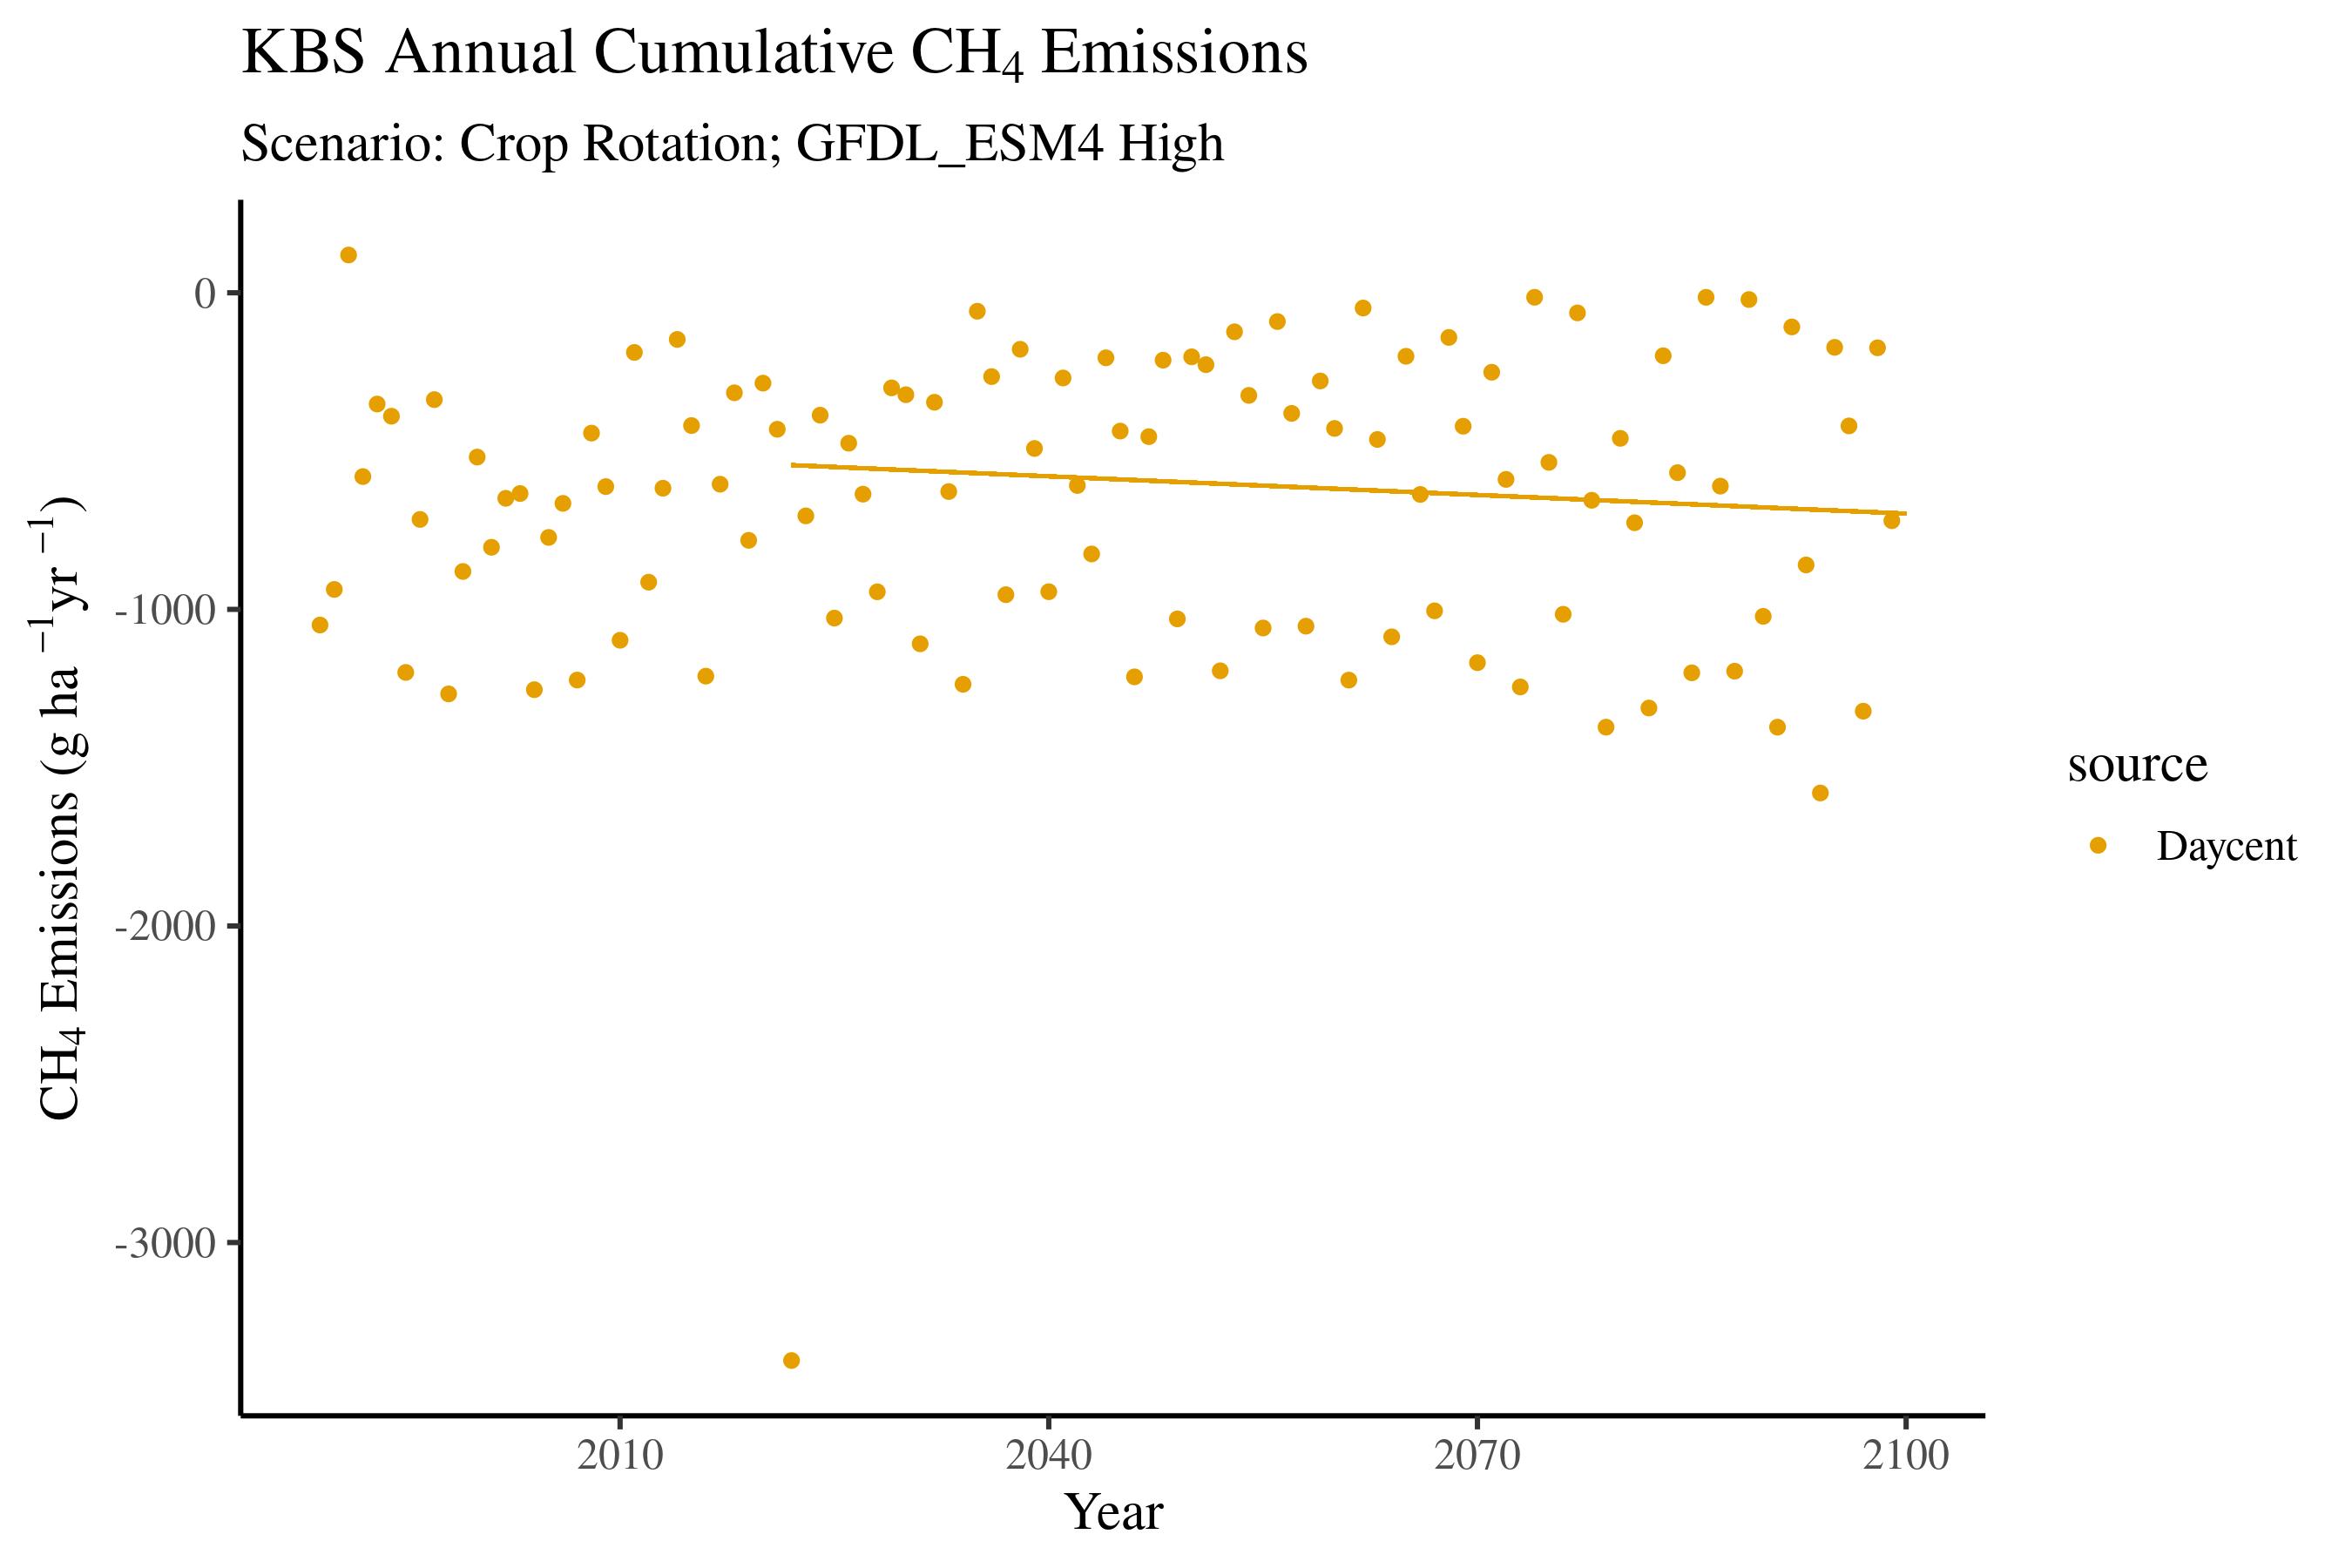 KBS Annual Cumulative CH₄ Emissions
Scenario: Crop Rotation; GFDL_ESM4 High
CH₄ Emissions (g ha ⁻¹yr ⁻¹)
0
-1000
-2000
-3000
2010 2040 2070 2100
Year
source
Daycent